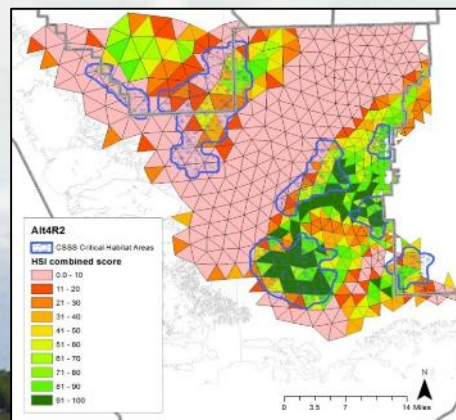 Alt4R2
CSSS Critical Habitat Areas
HSI combined score
0.0 - 10
11 - 20
21 - 30
31 - 40
41 - 50
51 - 60
61 - 70
71 - 80
81 - 90
91 - 100
N
0 3.5 7 14 Miles